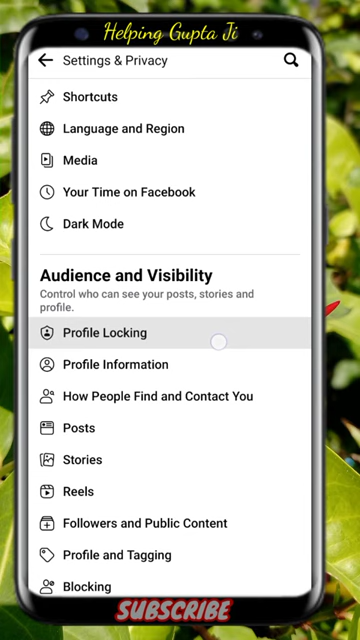 Helping Gupta Ji
Settings & Privacy
Shortcuts
Language and Region
Media
Your Time on Facebook
Dark Mode
Audience and Visibility
Control who can see your posts, stories and
profile.
Profile Locking
Profile Information
How People Find and Contact You
Posts
Stories
Reels
Followers and Public Content
Profile and Tagging
Blocking
SUBSCRIBE